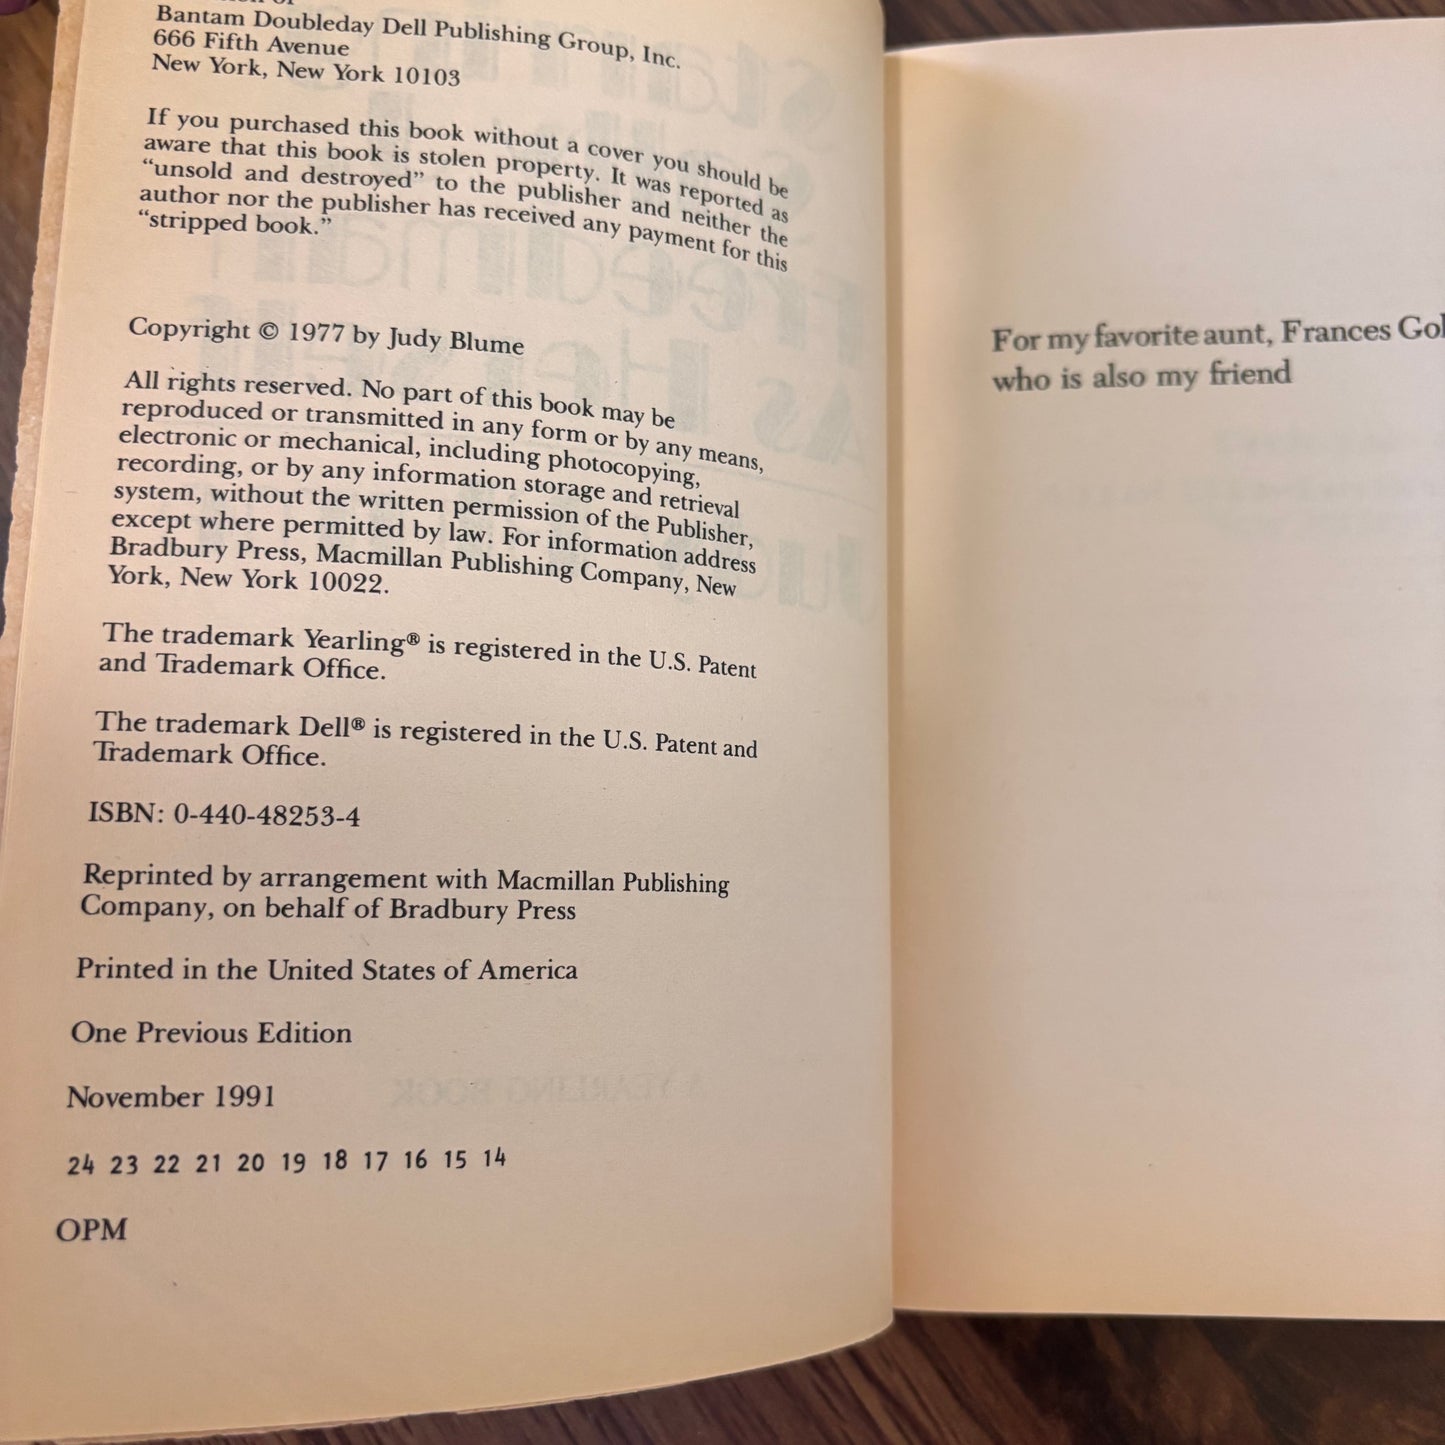 of
Bantam Doubleday Dell Publishing Group, Inc.
666 Fifth Avenue
New York, New York 10103
If you purchased this book without a cover you should be
aware that this book is stolen property. It was reported as
“unsold and destroyed” to the publisher and neither the
author nor the publisher has received any payment for this
“stripped book.”
Copyright © 1977 by Judy Blume
All rights reserved. No part of this book may be
reproduced or transmitted in any form or by any means,
electronic or mechanical, including photocopying,
recording, or by any information storage and retrieval
system, without the written permission of the Publisher,
except where permitted by law. For information address
Bradbury Press, Macmillan Publishing Company, New
York, New York 10022.
The trademark Yearling® is registered in the U.S. Patent
and Trademark Office.
The trademark Dell® is registered in the U.S. Patent and
Trademark Office.
ISBN: 0-440-48253-4
Reprinted by arrangement with Macmillan Publishing
Company, on behalf of Bradbury Press
Printed in the United States of America
One Previous Edition
November 1991
24 23 22 21 20 19 18 17 16 15 14
OPM
For my favorite aunt, Frances Gol
who is also my friend